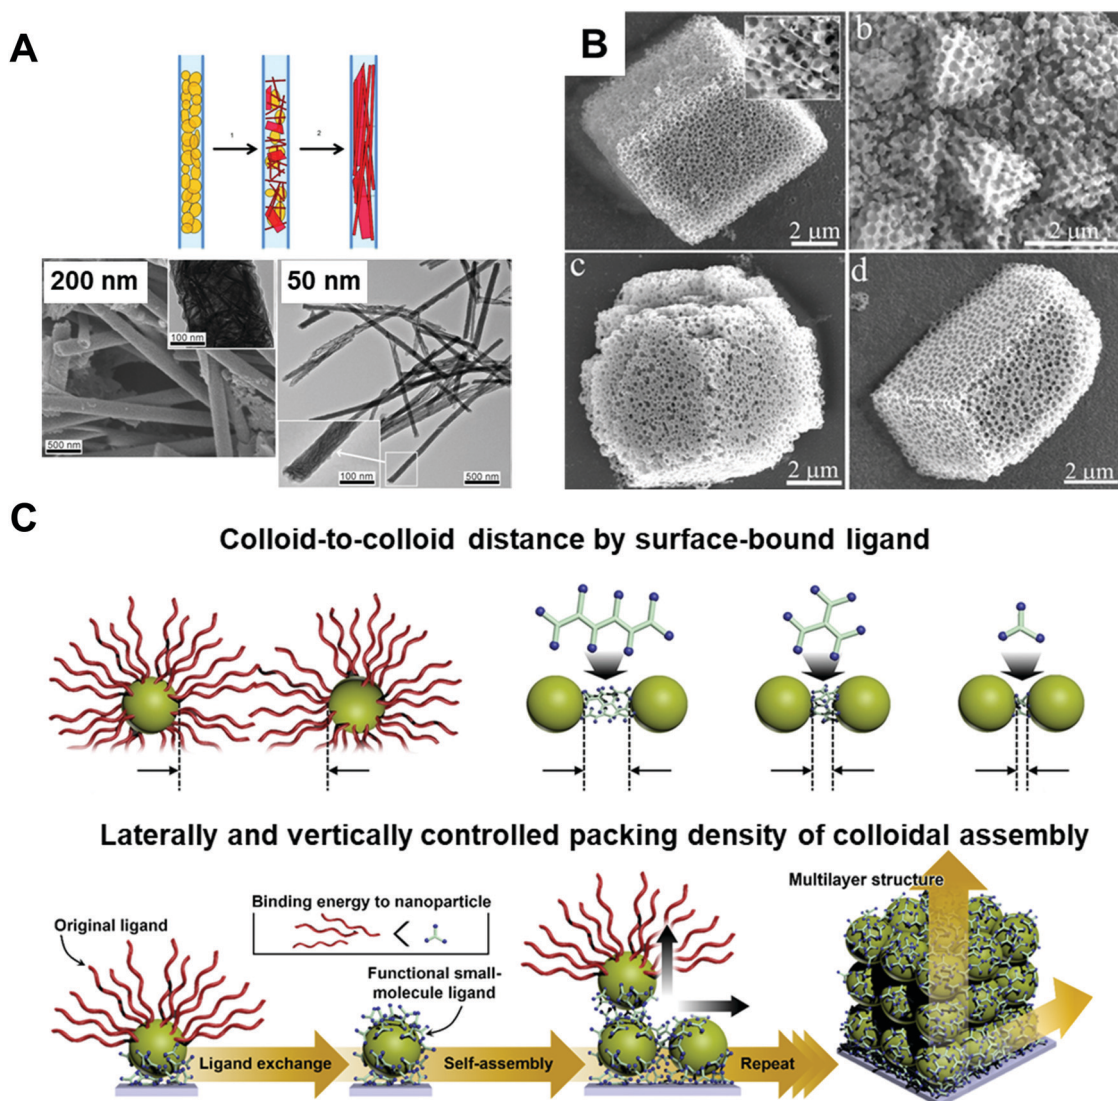 A
1
2
200 nm
100 nm
500 nm
50 nm
100 nm
500 nm
B
2 μm
b
2 μm
c
2 μm
d
2 μm
C
Colloid-to-colloid distance by surface-bound ligand
Laterally and vertically controlled packing density of colloidal assembly
Original ligand
Binding energy to nanoparticle
<
Functional small-
molecule ligand
Multilayer structure
Ligand exchange
Self-assembly
Repeat